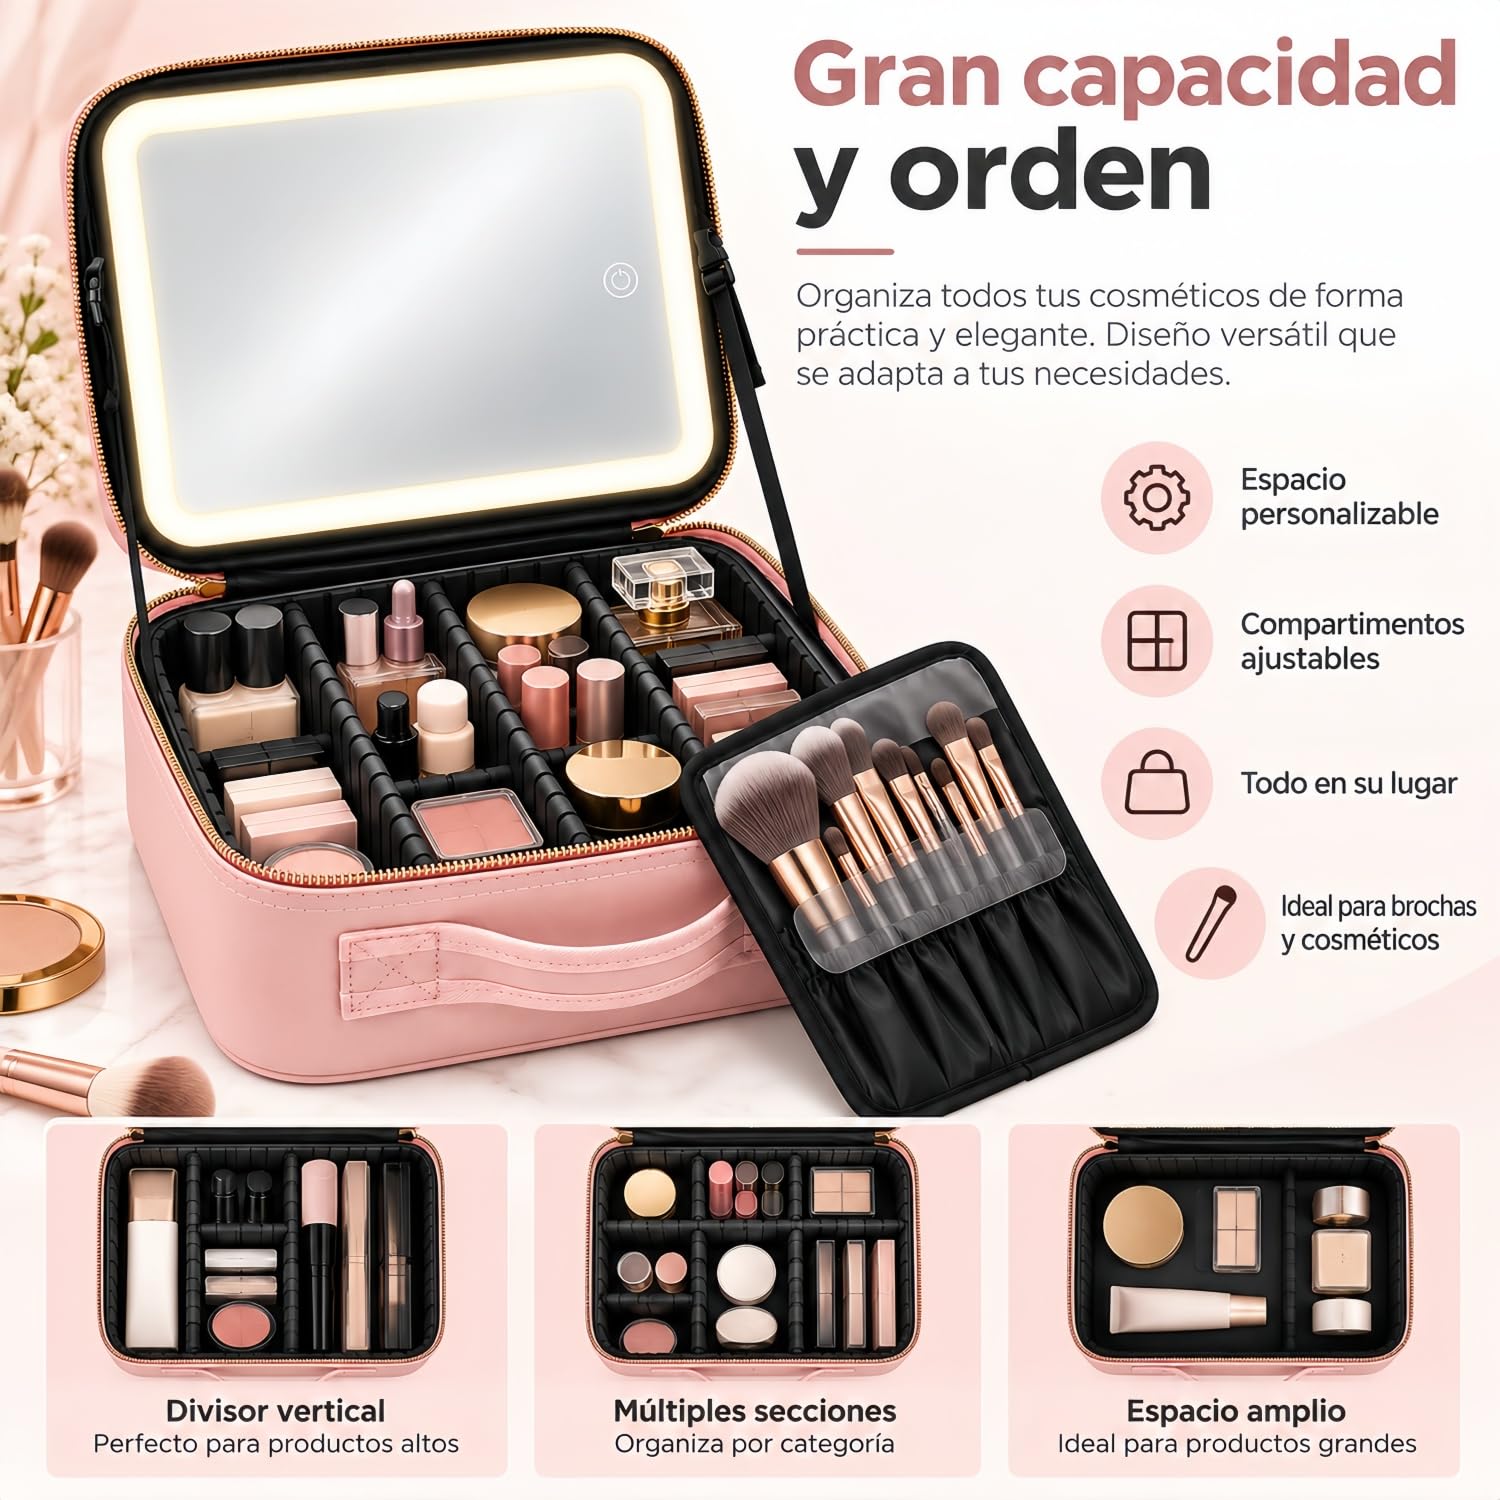 Gran capacidad
y orden
Organiza todos tus cosméticos de forma
práctica y elegante. Diseño versátil que
se adapta a tus necesidades.
Espacio
personalizable
Compartimentos
ajustables
Todo en su lugar
Ideal para brochas
y cosméticos
Divisor vertical
Perfecto para productos altos
Múltiples secciones
Organiza por categoría
Espacio amplio
Ideal para productos grandes